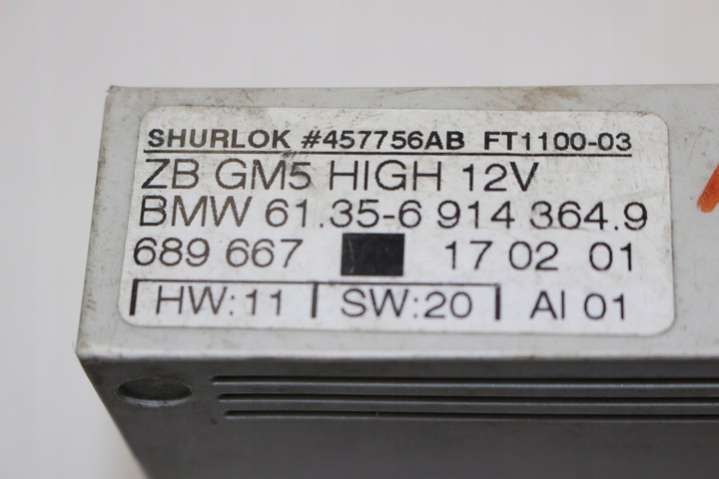 SHURLOK #457756AB FT1100-03
ZB GM5 HIGH 12V
BMW 61.35-6 914 364.9
689 667 17 02 01
HW:11 SW:20 AI 01